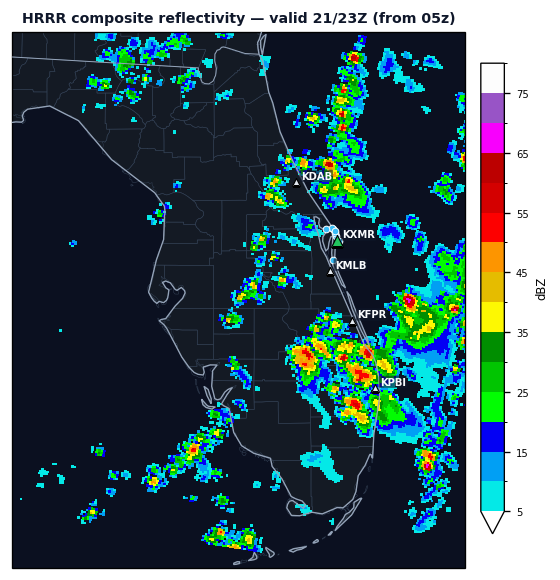 HRRR composite reflectivity — valid 21/23Z (from 05z)
KDAB
KXMR
KMLB
KFPR
KPBI
75
65
55
45
35
25
15
5
dBZ